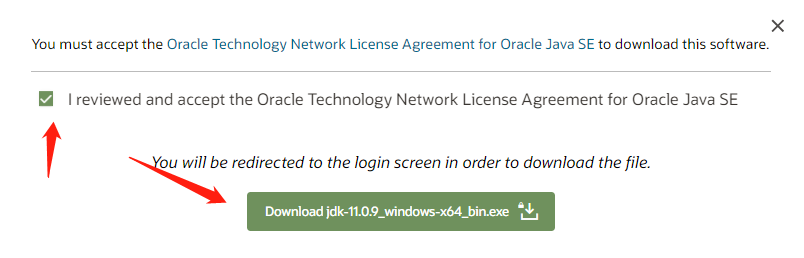 You must accept the Oracle Technology Network License Agreement for Oracle Java SE to download this software.
I reviewed and accept the Oracle Technology Network License Agreement for Oracle Java SE
You will be redirected to the login screen in order to download the file.
Download jdk-11.0.9_windows-x64_bin.exe